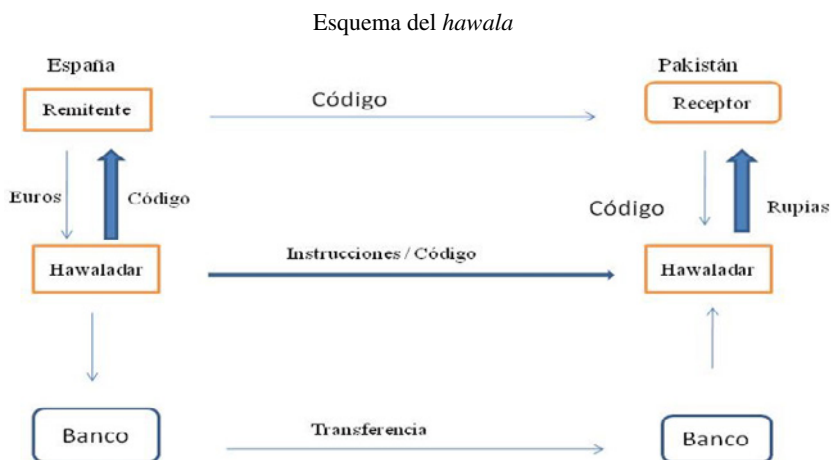 Esquema del hawala
España
Pakistán
Remitente
Código
Receptor
Euros
Código
Código
Rupias
Hawaladar
Instrucciones / Código
Hawaladar
Banco
Transferencia
Banco